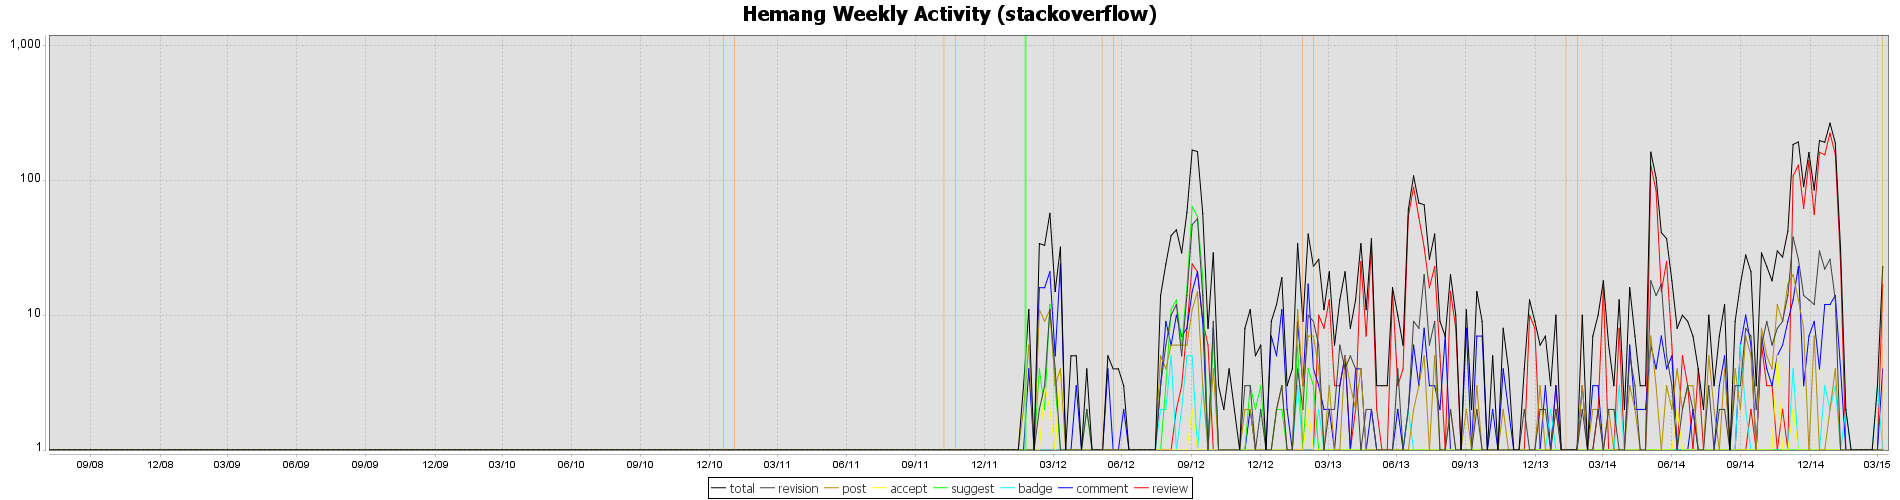 Hemang Weekly Activity (stackoverflow)
1,000
100
10
1
09/08 12/08 03/09 06/09 09/09 12/09 03/10 06/10 09/10 12/10 03/11 06/11 09/11 12/11 03/12 06/12 09/12 12/12 03/13 06/13 09/13 12/13 03/14 06/14 09/14 12/14 03/15
total revision post accept suggest badge comment review